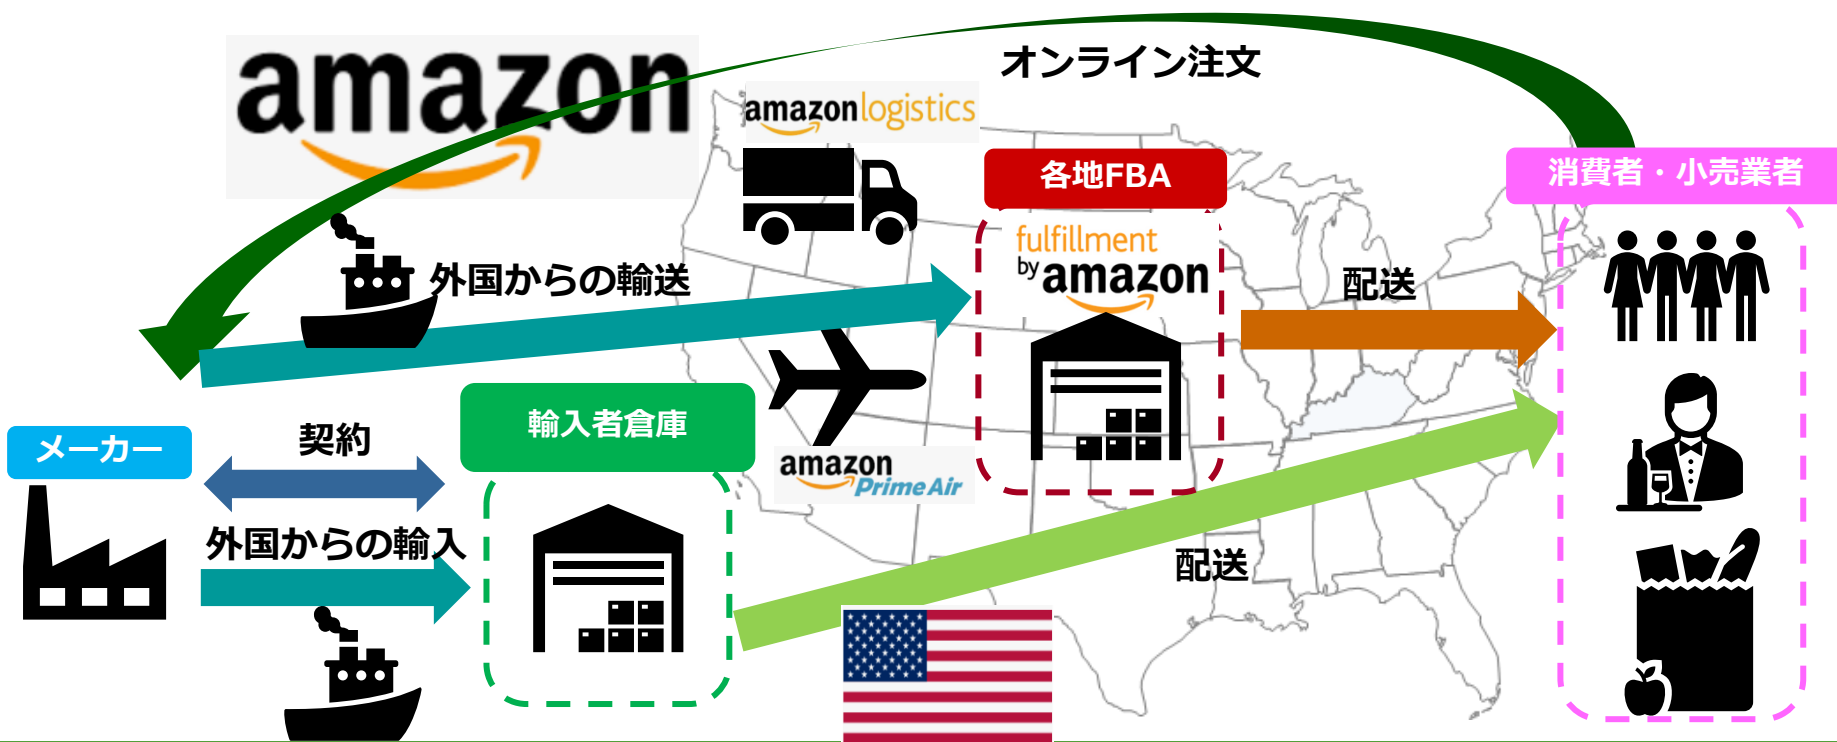 amazon
オンライン注文
amazon logistics
各地FBA
消費者・小売業者
fulfillment
by amazon
外国からの輸送
配送
輸入者倉庫
メーカー
契約
amazon
Prime Air
外国からの輸入
配送